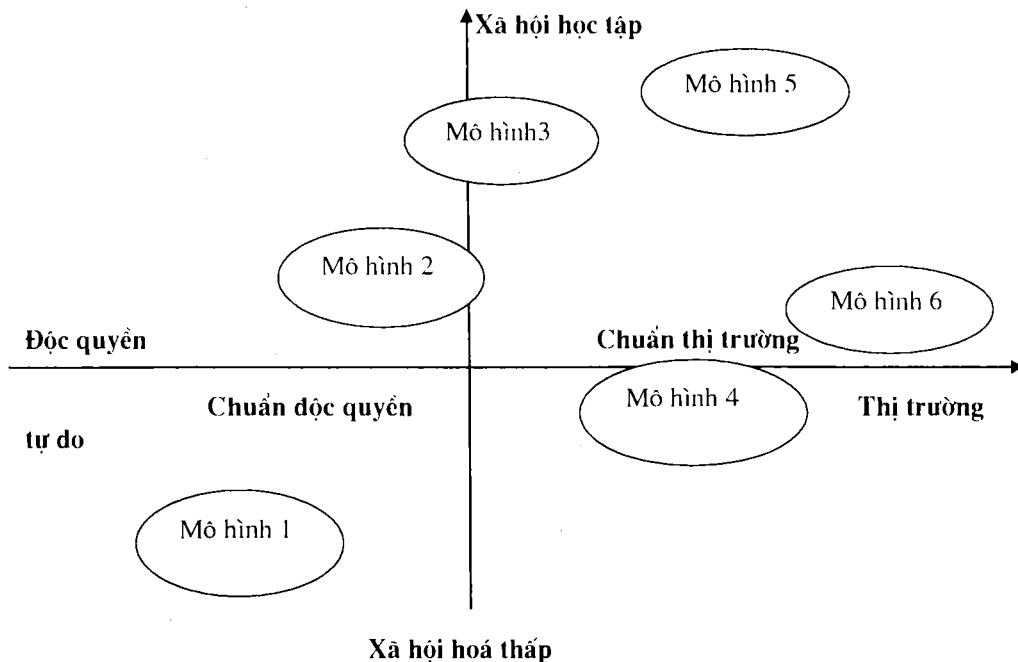 Xã hội học tập
Mô hình 5
Mô hình3
Mô hình 2
Mô hình 6
Độc quyền
Chuẩn thị trường
Chuẩn độc quyền
Mô hình 4
Thị trường
tự do
Mô hình 1
Xã hội hoá thấp